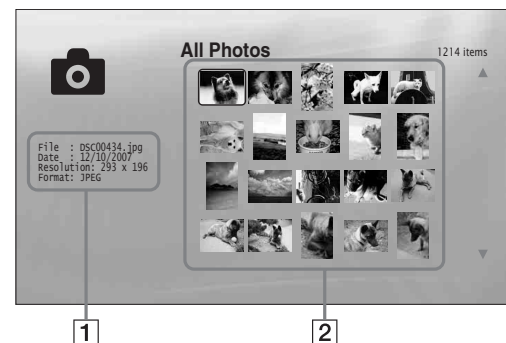 All Photos
1214 items
File : DSC00434.jpg
Date : 12/10/2007
Resolution: 293 x 196
Format: JPEG
1
2